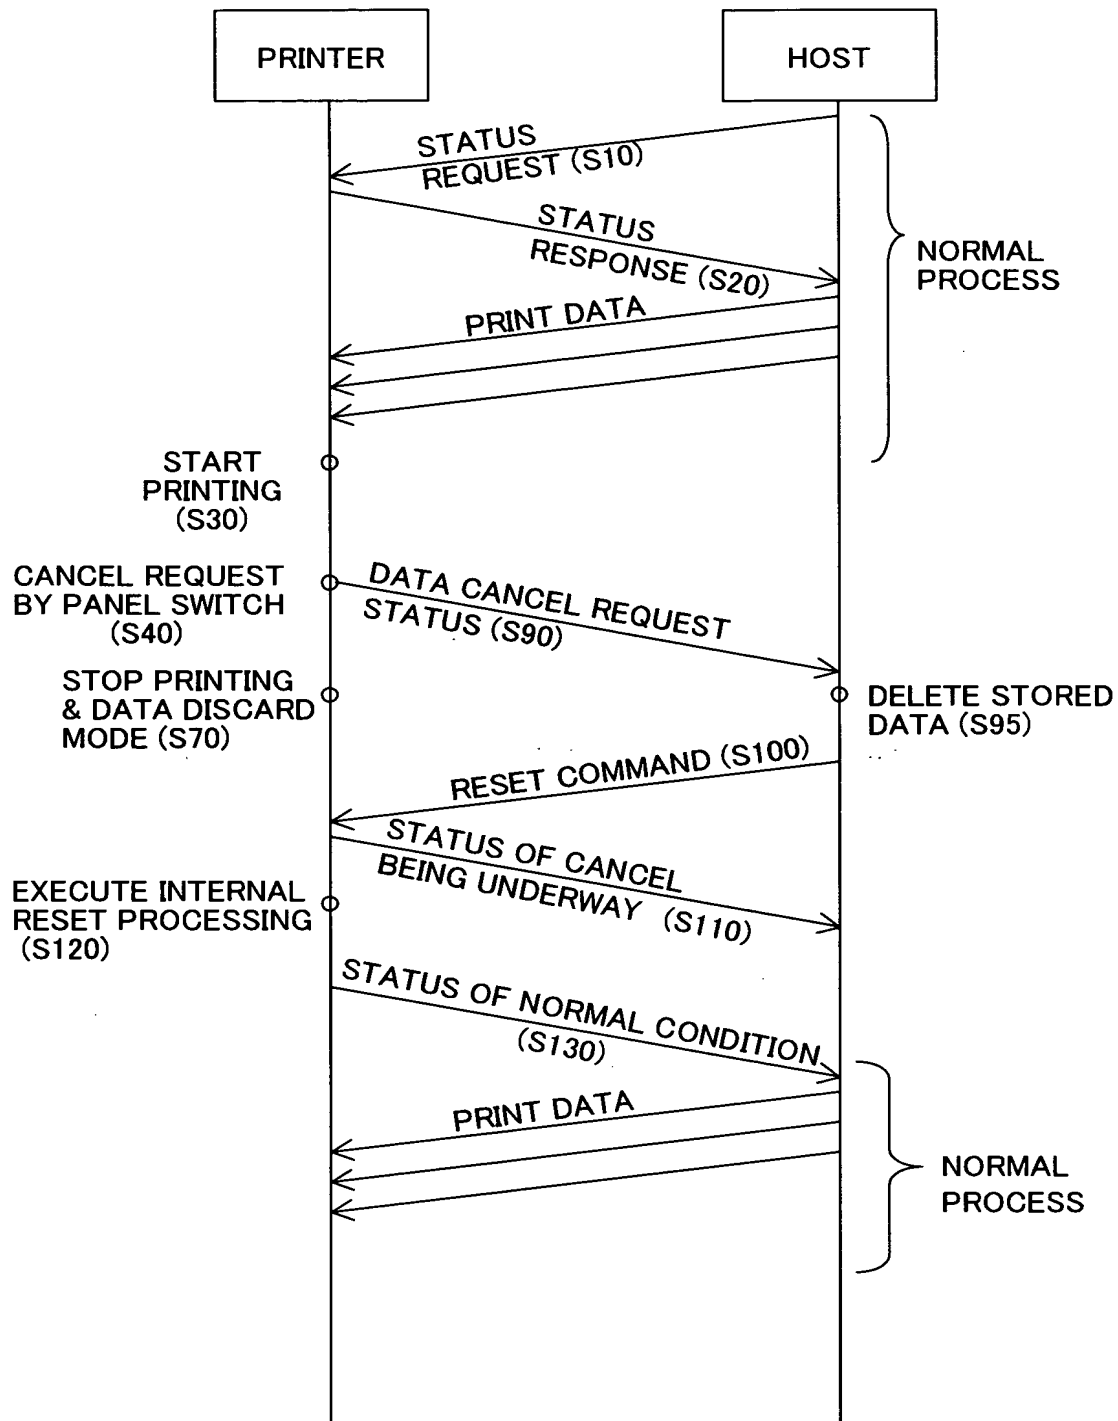 PRINTER
HOST
STATUS
REQUEST (S10)
STATUS
RESPONSE (S20)
NORMAL
PROCESS
PRINT DATA
START
PRINTING
(S30)
CANCEL REQUEST
BY PANEL SWITCH
(S40)
DATA CANCEL REQUEST
STATUS (S90)
STOP PRINTING
& DATA DISCARD
MODE (S70)
DELETE STORED
DATA (S95)
RESET COMMAND (S100)
STATUS OF CANCEL
BEING UNDERWAY (S110)
EXECUTE INTERNAL
RESET PROCESSING
(S120)
STATUS OF NORMAL CONDITION
(S130)
PRINT DATA
NORMAL
PROCESS